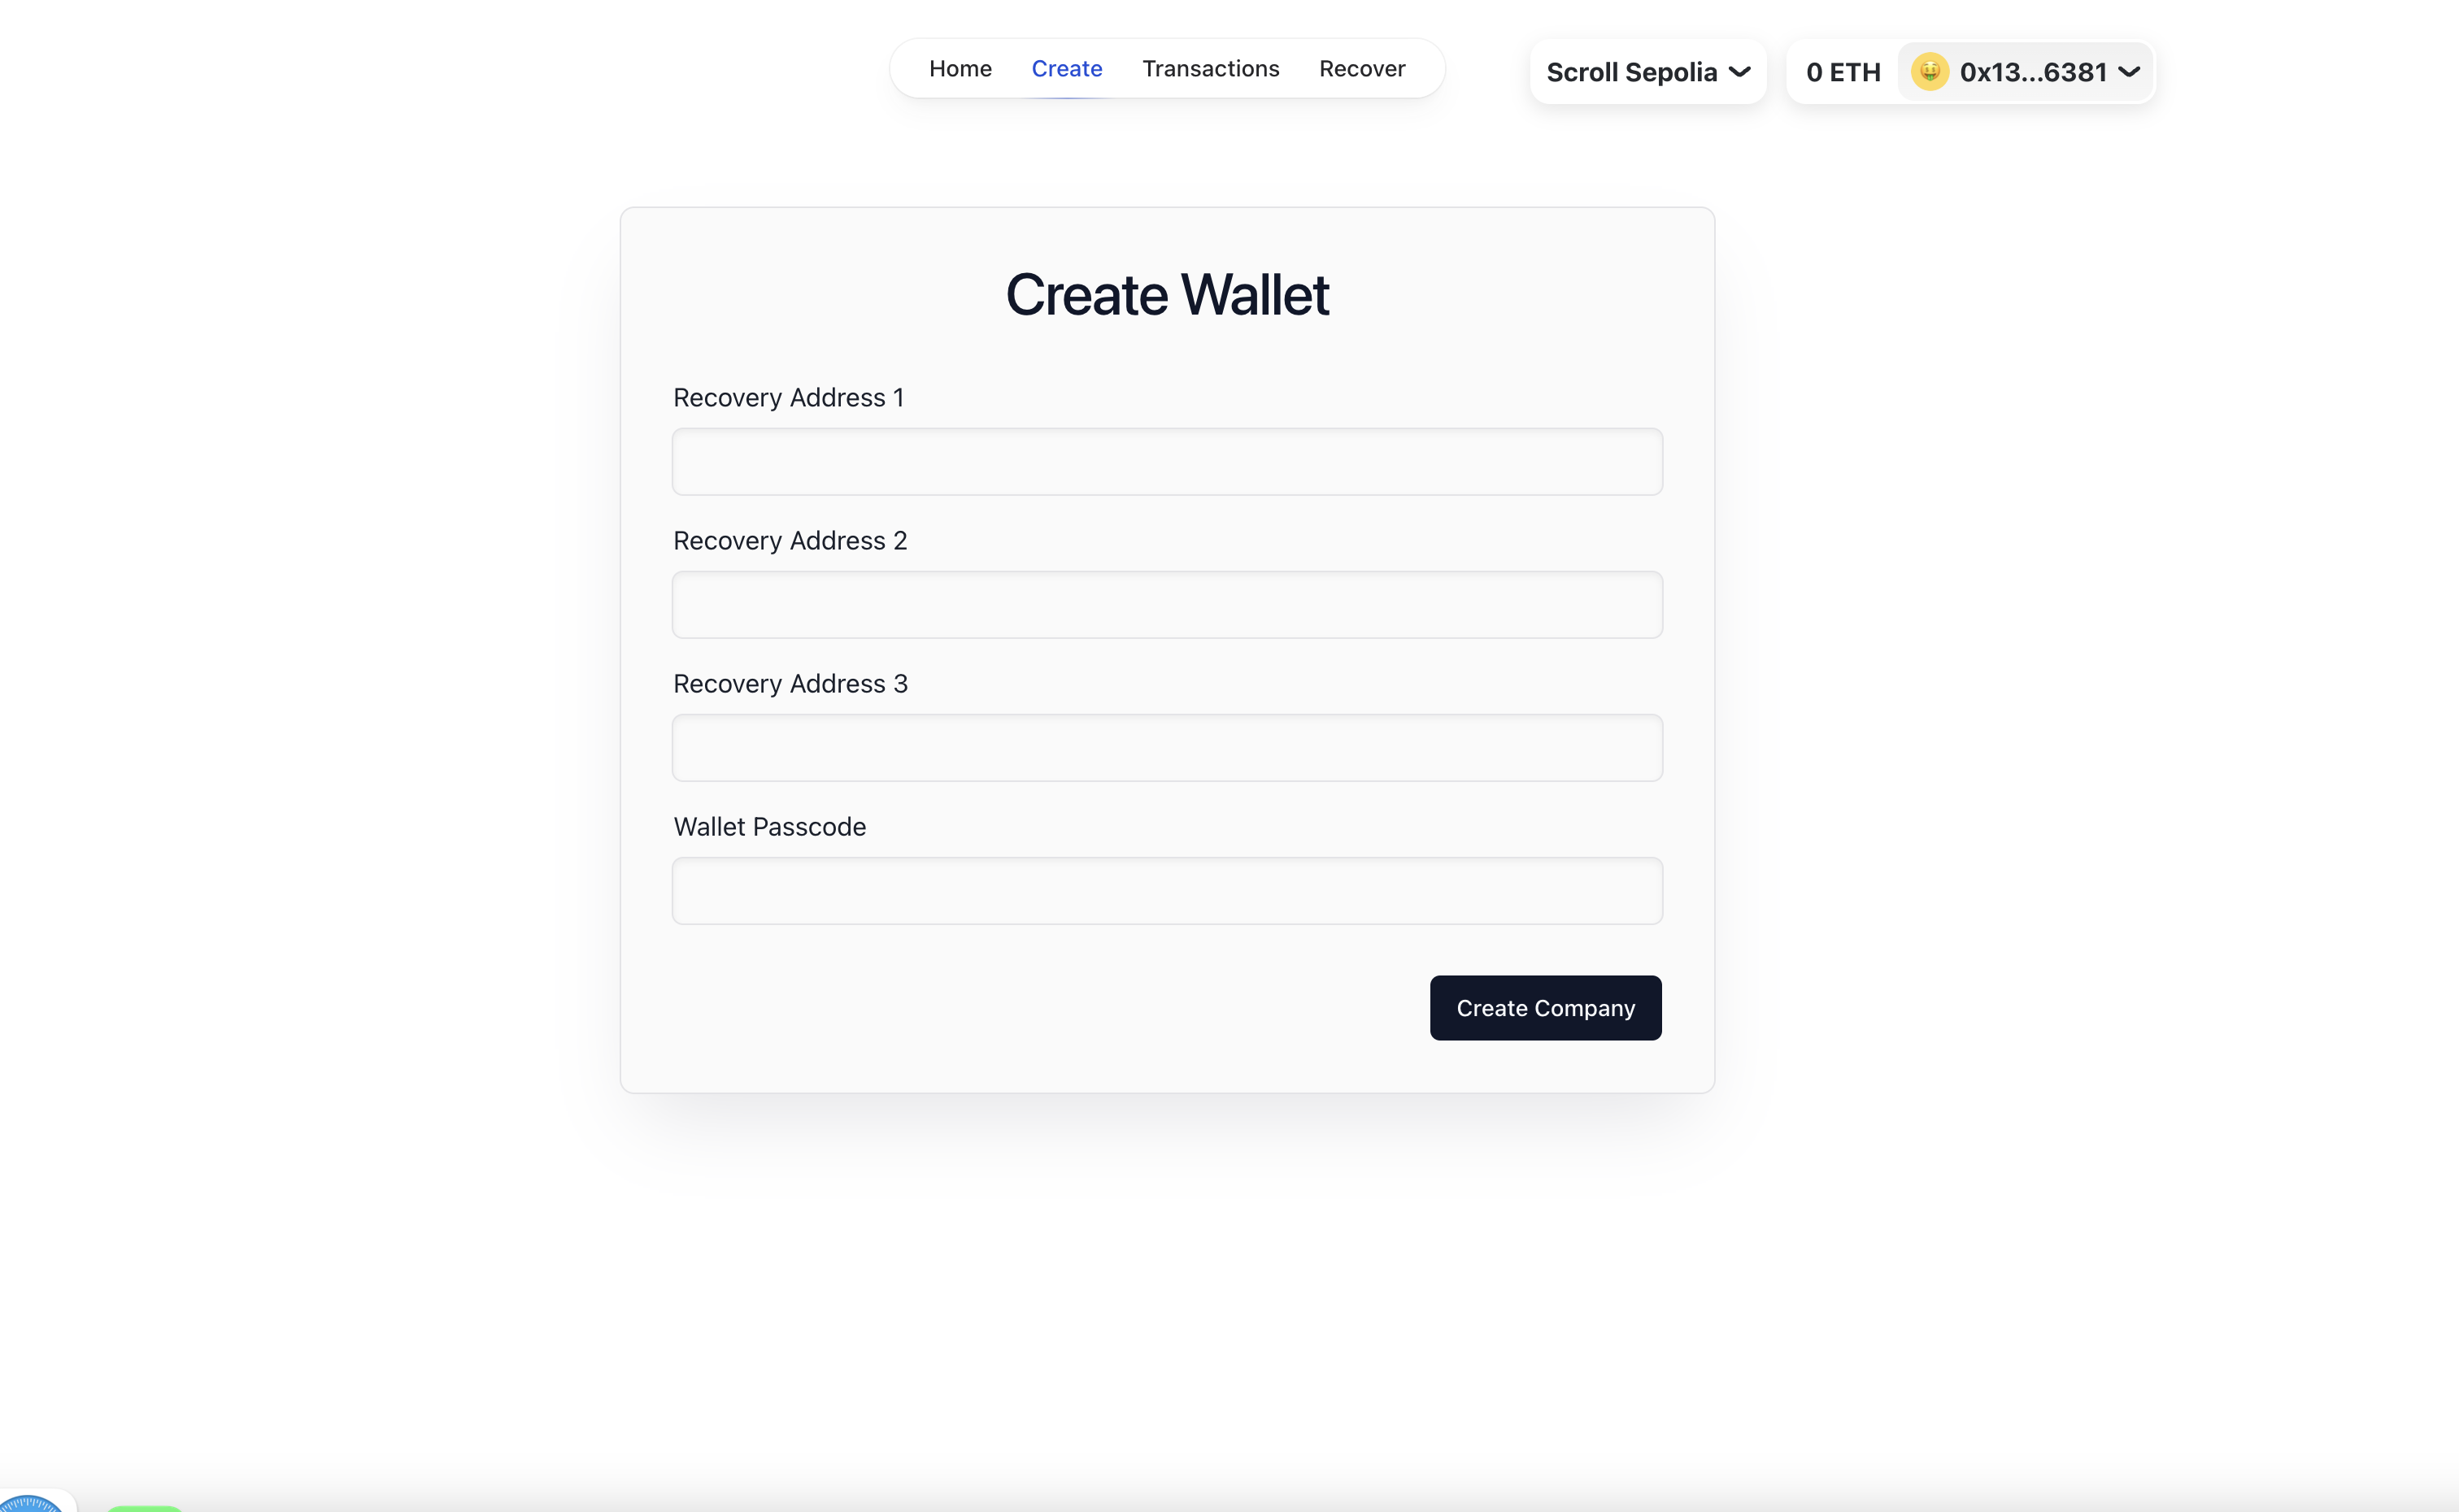 Home Create Transactions Recover Scroll Sepolia 0 ETH 0x13...6381
Create Wallet
Recovery Address 1
Recovery Address 2
Recovery Address 3
Wallet Passcode
Create Company